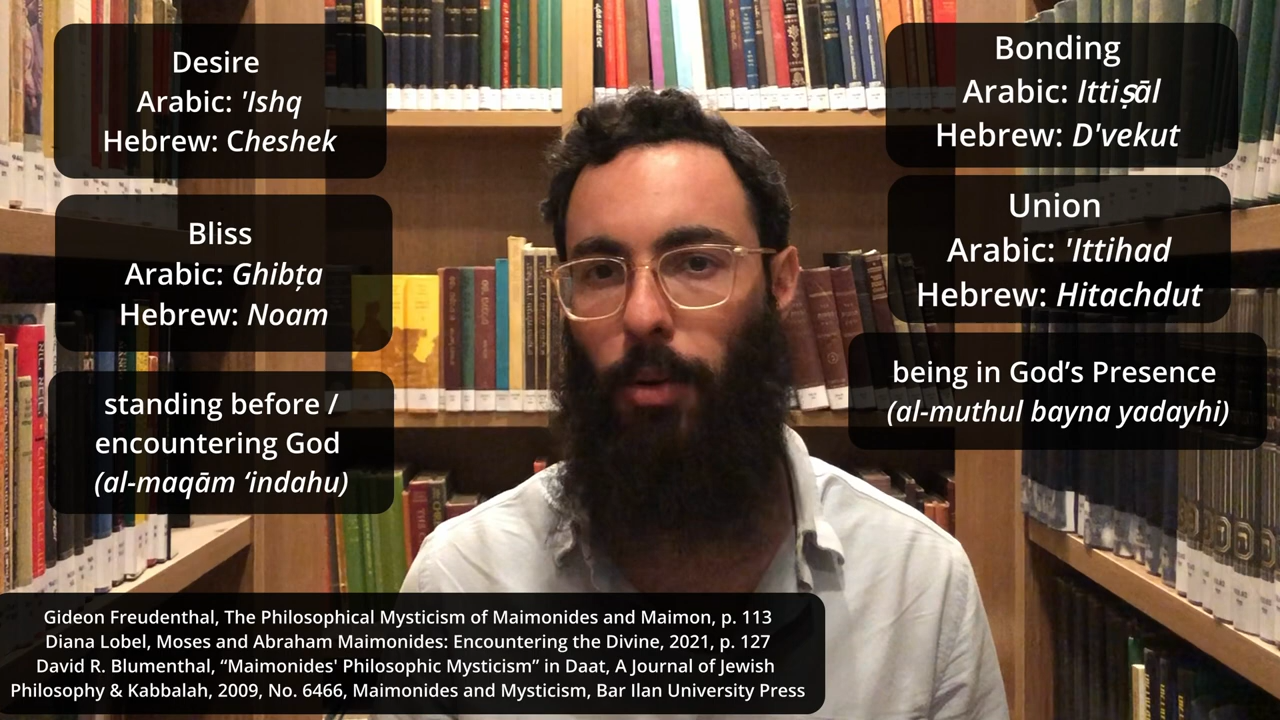 Desire
Arabic: 'Ishq
Hebrew: Cheshek
Bliss
Arabic: Ghibṭa
Hebrew: Noam
standing before /
encountering God
(al-maqām ‘indahu)
Bonding
Arabic: Ittiṣāl
Hebrew: D'vekut
Union
Arabic: 'Ittihad
Hebrew: Hitachdut
being in God’s Presence
(al-muthul bayna yadayhi)
Gideon Freudenthal, The Philosophical Mysticism of Maimonides and Maimon, p. 113
Diana Lobel, Moses and Abraham Maimonides: Encountering the Divine, 2021, p. 127
David R. Blumenthal, “Maimonides' Philosophic Mysticism” in Daat, A Journal of Jewish
Philosophy & Kabbalah, 2009, No. 6466, Maimonides and Mysticism, Bar Ilan University Press